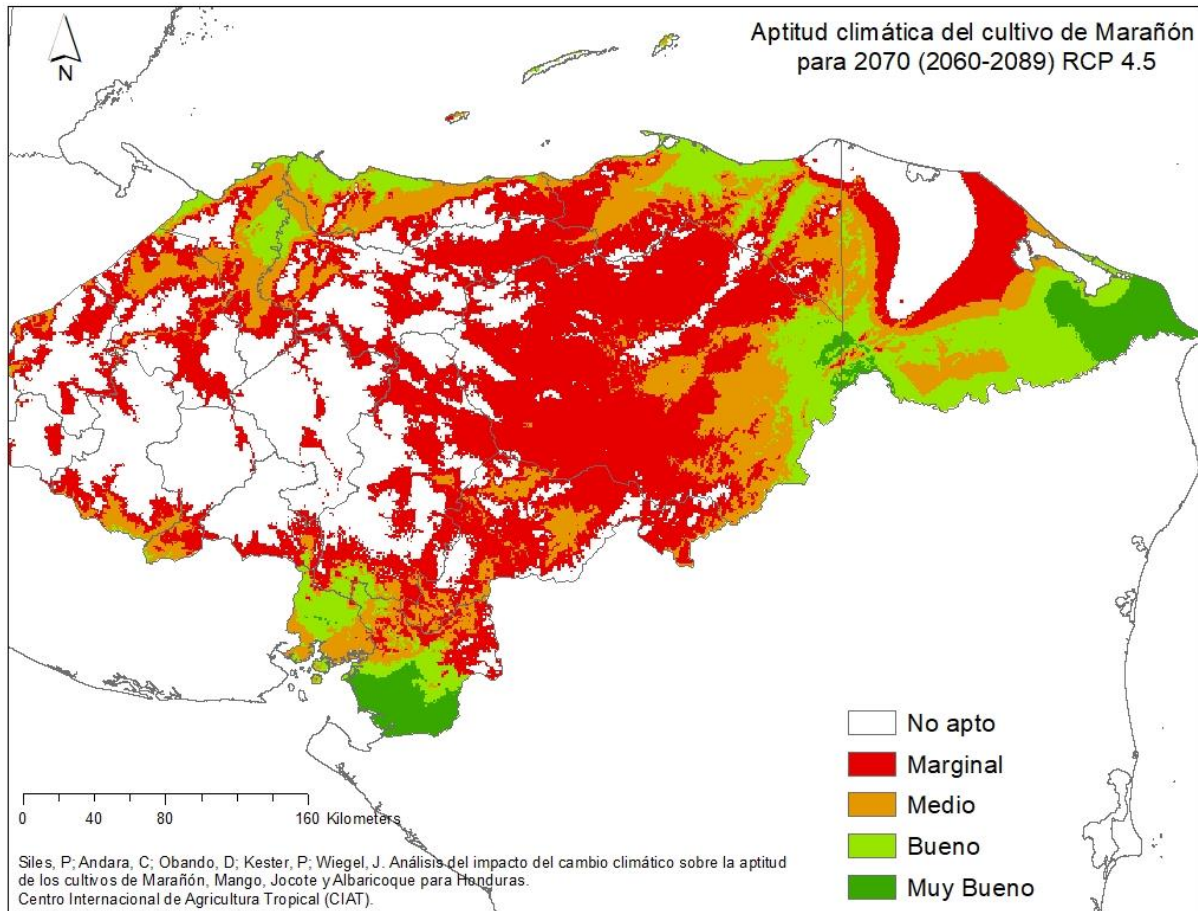 N
Aptitud climática del cultivo de Marañón
para 2070 (2060-2089) RCP 4.5
No apto
Marginal
Medio
Bueno
Muy Bueno
0 40 80 160 Kilometers
Siles, P; Andara, C; Obando, D; Kester, P; Wiegel, J. Análisis del impacto del cambio climático sobre la aptitud
de los cultivos de Marañón, Mango, Jocote y Albaricoque para Honduras.
Centro Internacional de Agricultura Tropical (CIAT).